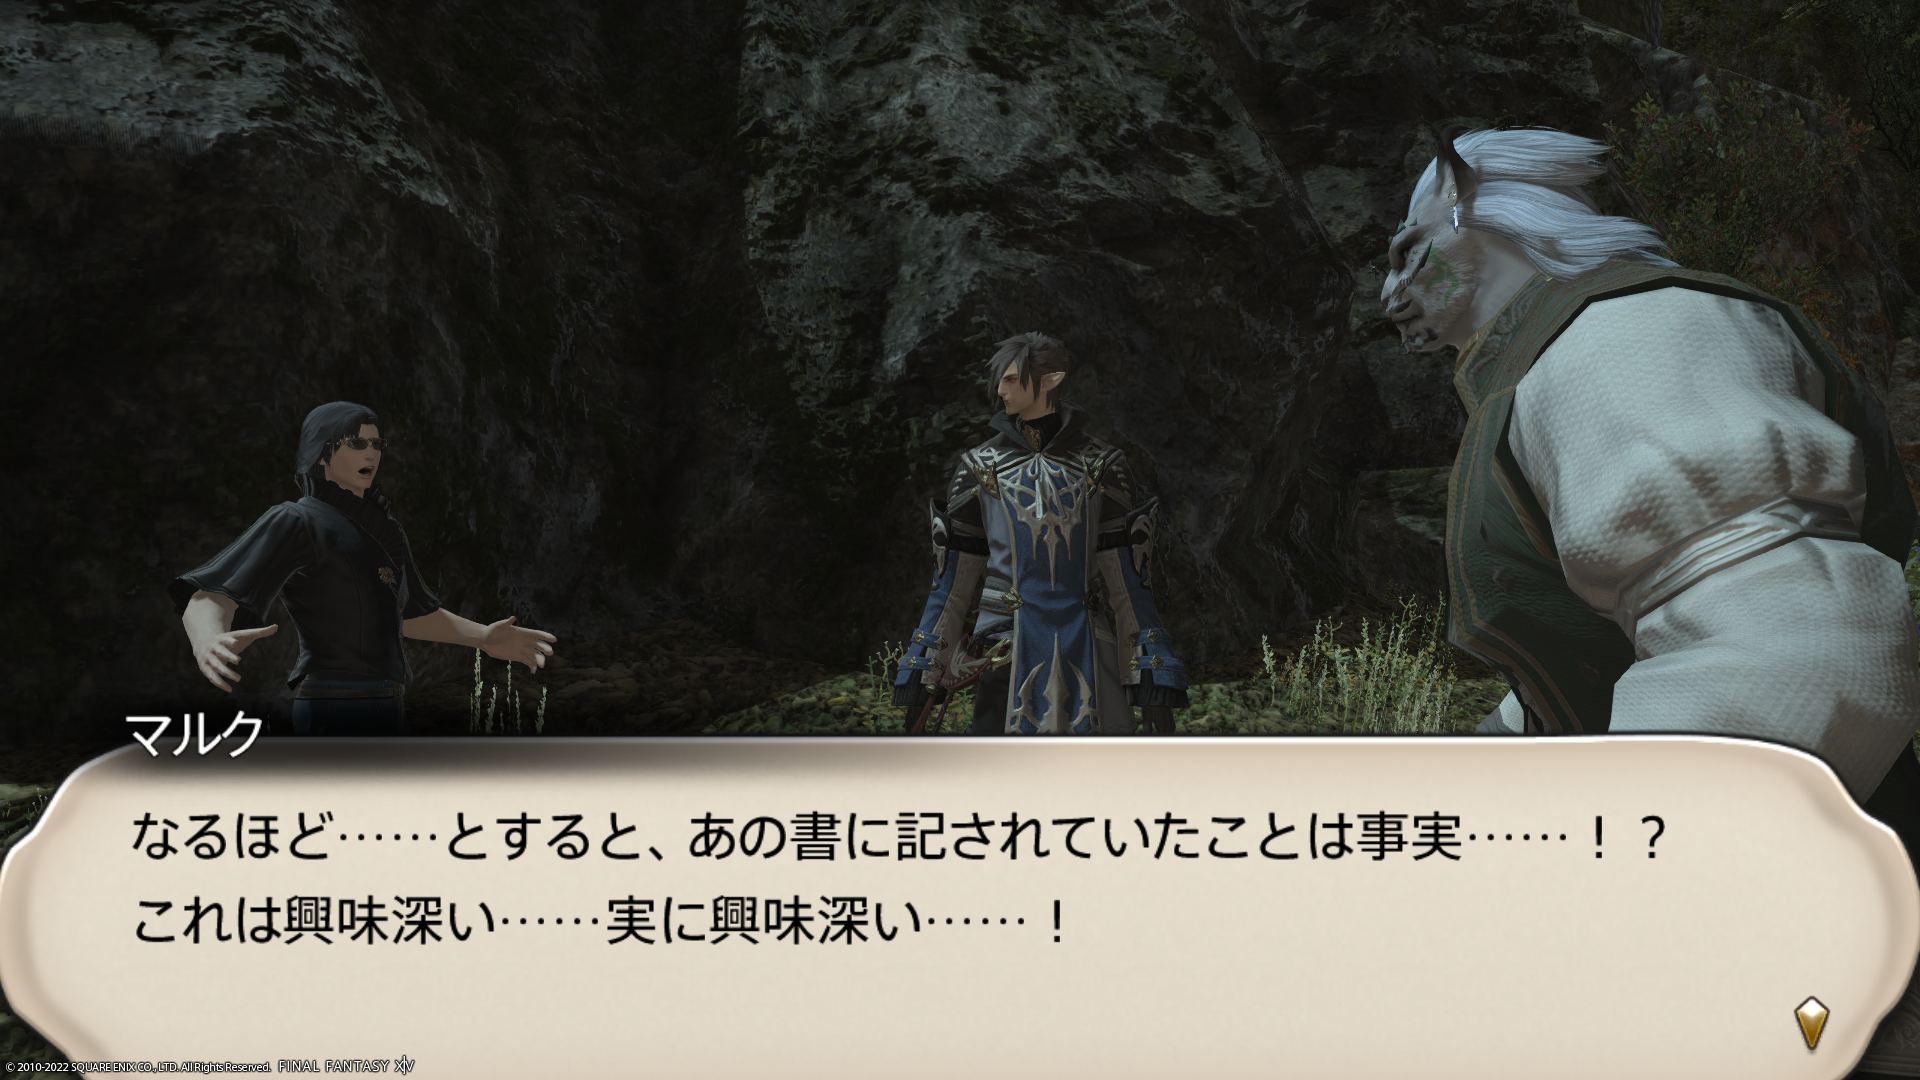 マルク
なるほど……とすると、あの書に記されていたことは事実……！？
これは興味深い……実に興味深い……！
© 2010-2022 SQUARE ENIX CO., LTD. All Rights Reserved. FINAL FANTASY XIV